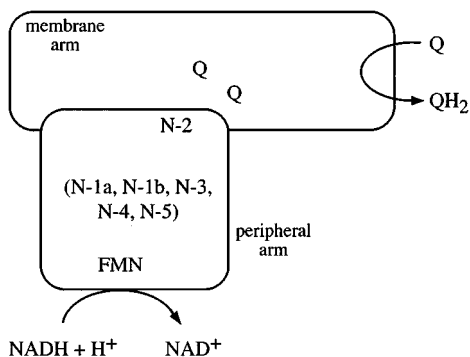 membrane
arm
Q
Q
Q
QH2
N-2
(N-1a, N-1b, N-3,
N-4, N-5)
peripheral
arm
FMN
NADH + H+ NAD+